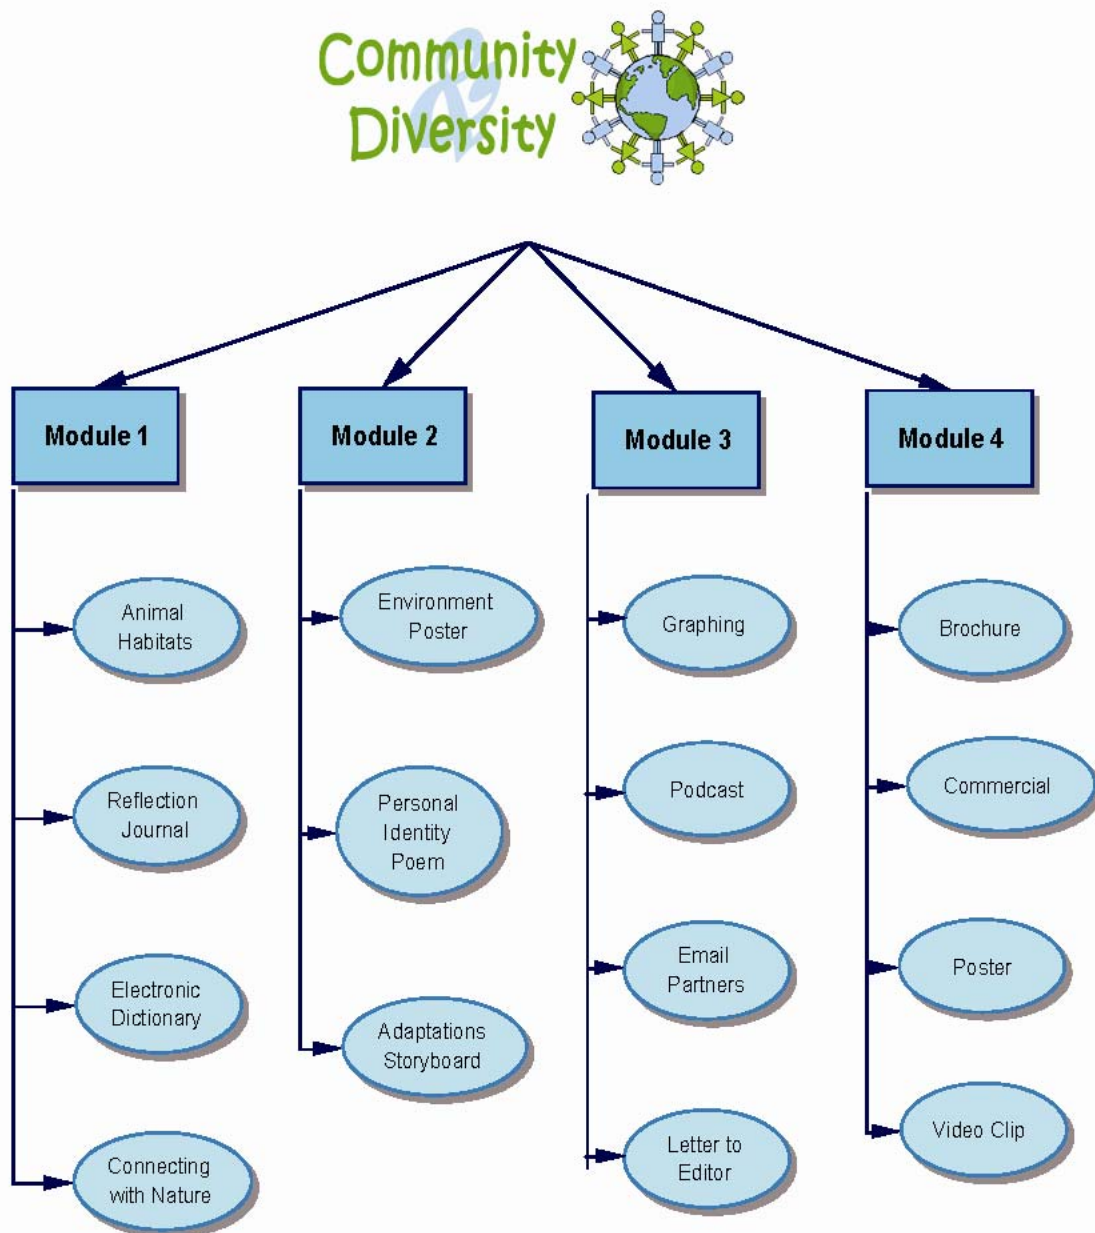 Community
Diversity
Module 1
Module 2
Module 3
Module 4
Animal
Habitats
Reflection
Journal
Electronic
Dictionary
Connecting
with Nature
Environment
Poster
Personal
Identity
Poem
Adaptations
Storyboard
Graphing
Podcast
Email
Partners
Letter to
Editor
Brochure
Commercial
Poster
Video Clip